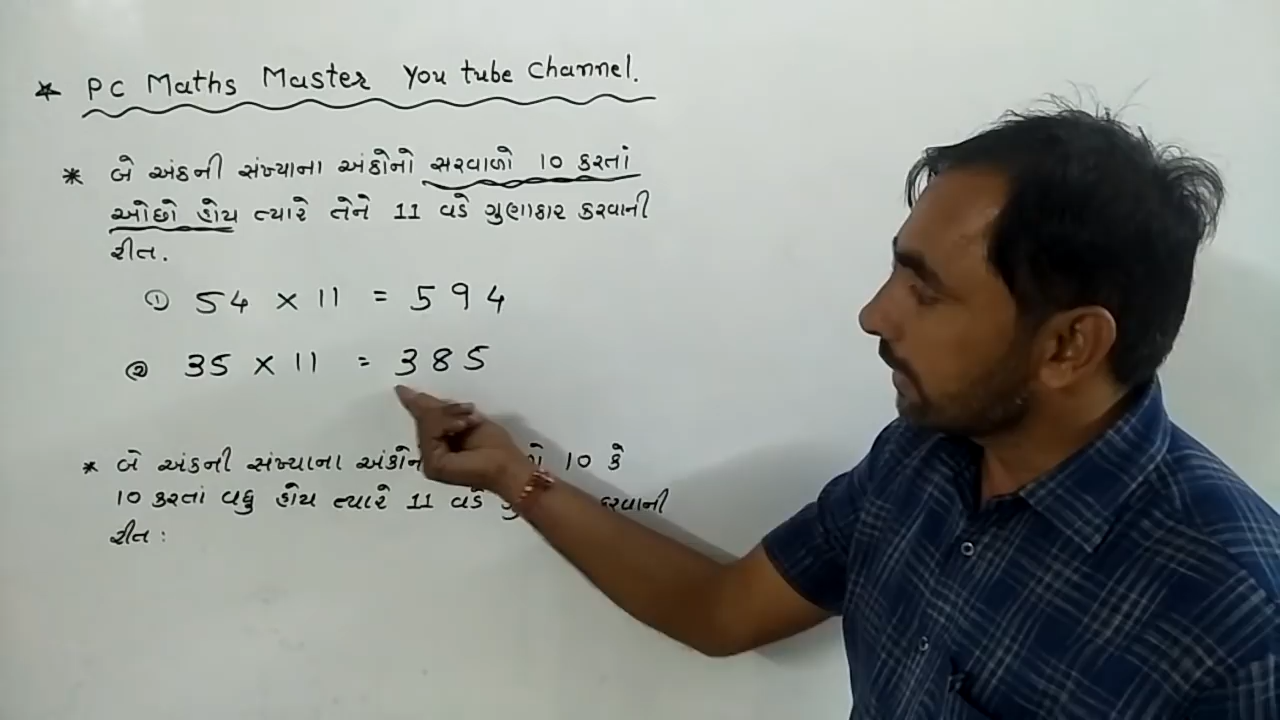 * PC Maths Master You tube Channel.
* બે અંકની સંખ્યાના અંકોનો સરવાળો 10 કરતાં
ઓછો હોય ત્યારે તેને 11 વડે ગુણાકાર કરવાની
રીત.
① 54 × 11 = 594
② 35 × 11 = 385
* બે અંકની સંખ્યાના 10 કે
10 કરતાં વધુ હોય ત્યારે 11 વડે કરવાની
રીત :